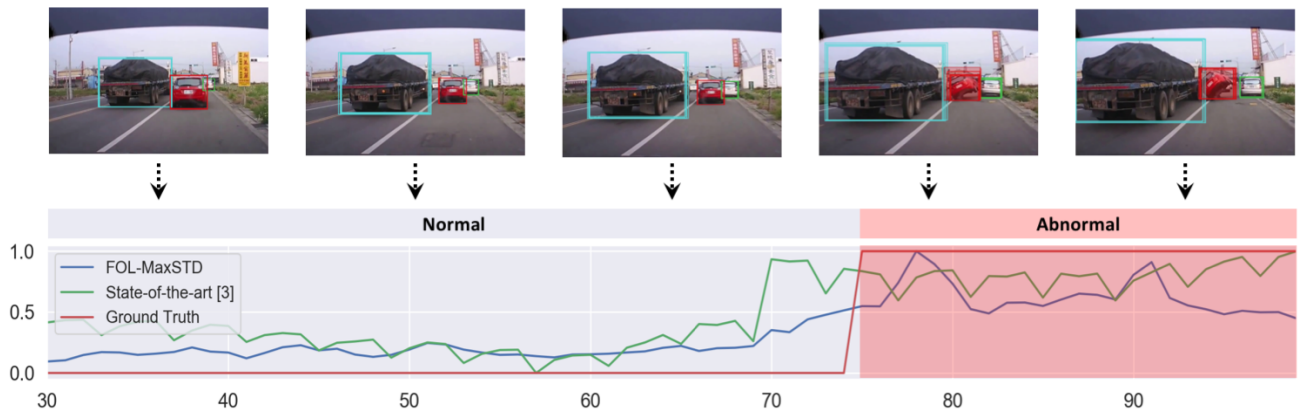 Normal
Abnormal
1.0
0.5
0.0
FOL-MaxSTD
State-of-the-art [3]
Ground Truth
30 40 50 60 70 80 90